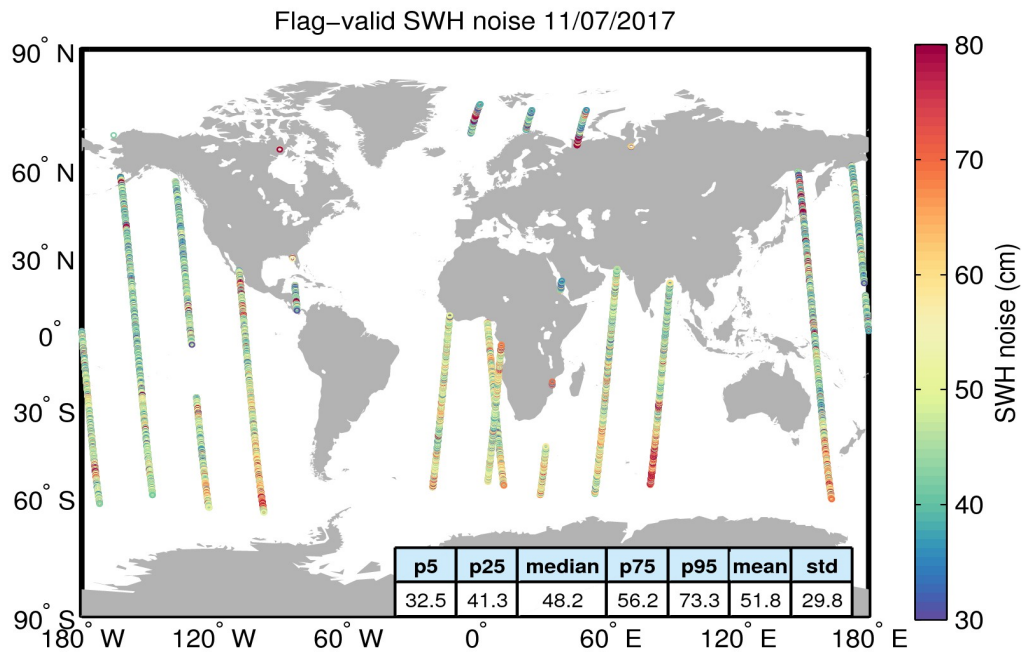 Flag−valid SWH noise 11/07/2017
90° N
60° N
30° N
0°
30° S
60° S
90° S
180° W
120° W
60° W
0°
60° E
120° E
180° E
80
70
60
50
40
30
SWH noise (cm)
p5 p25 median p75 p95 mean std
32.5 41.3 48.2 56.2 73.3 51.8 29.8